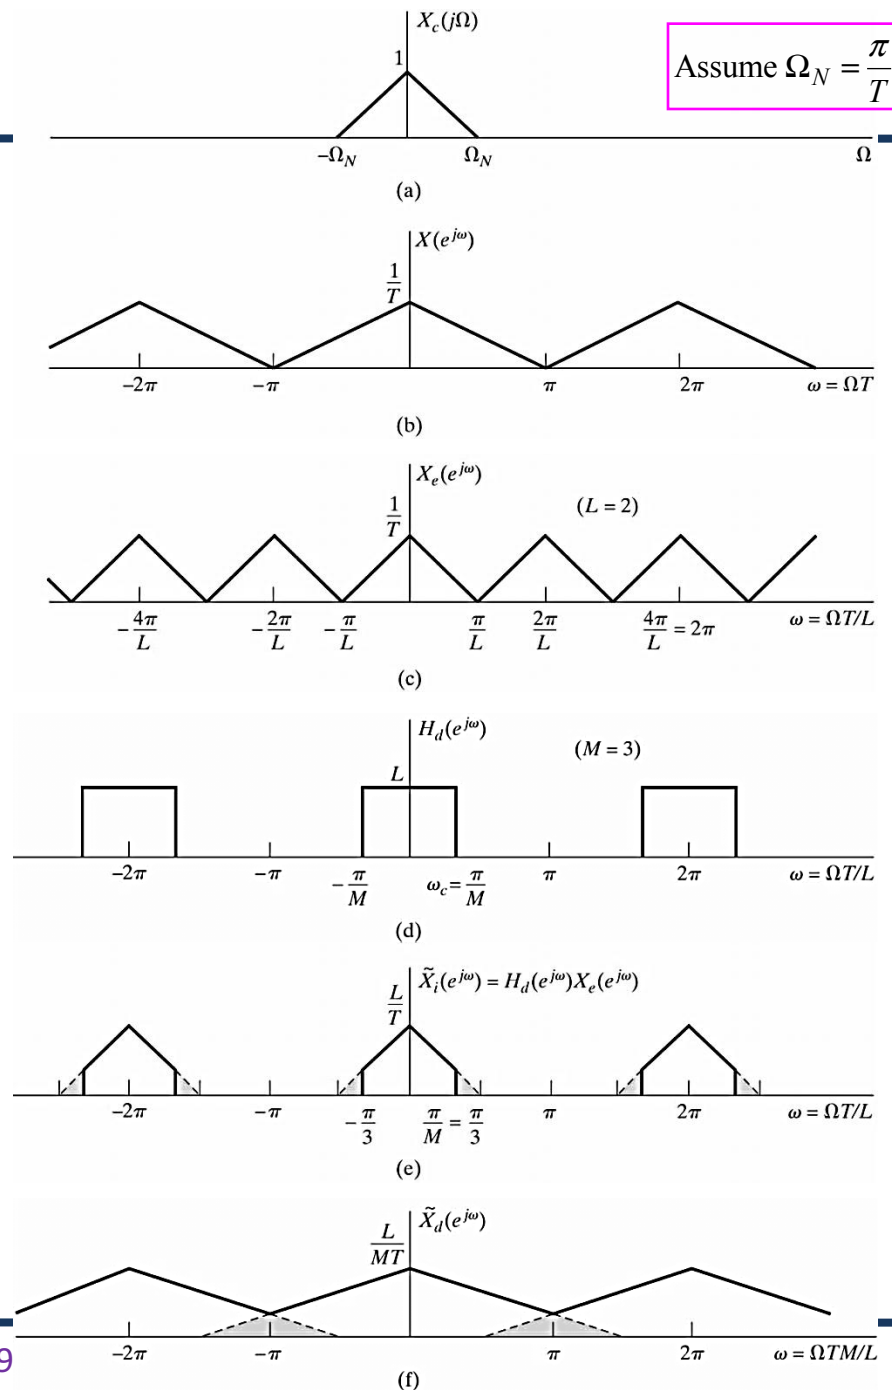 X_c(jΩ)
Assume Ω_N = π/T
1
−Ω_N Ω_N Ω
(a)
X(e^{jω})
1/T
−2π −π π 2π ω = ΩT
(b)
X_e(e^{jω})
1/T (L = 2)
−4π/L −2π/L −π/L π/L 2π/L 4π/L = 2π ω = ΩT/L
(c)
H_d(e^{jω})
(M = 3)
L
−2π −π −π/M ω_c = π/M π 2π ω = ΩT/L
(d)
X̃_i(e^{jω}) = H_d(e^{jω})X_e(e^{jω})
L/T
−2π −π −π/3 π/M = π/3 π 2π ω = ΩT/L
(e)
X̃_d(e^{jω})
L/MT
−2π −π π 2π ω = ΩTM/L
9
(f)